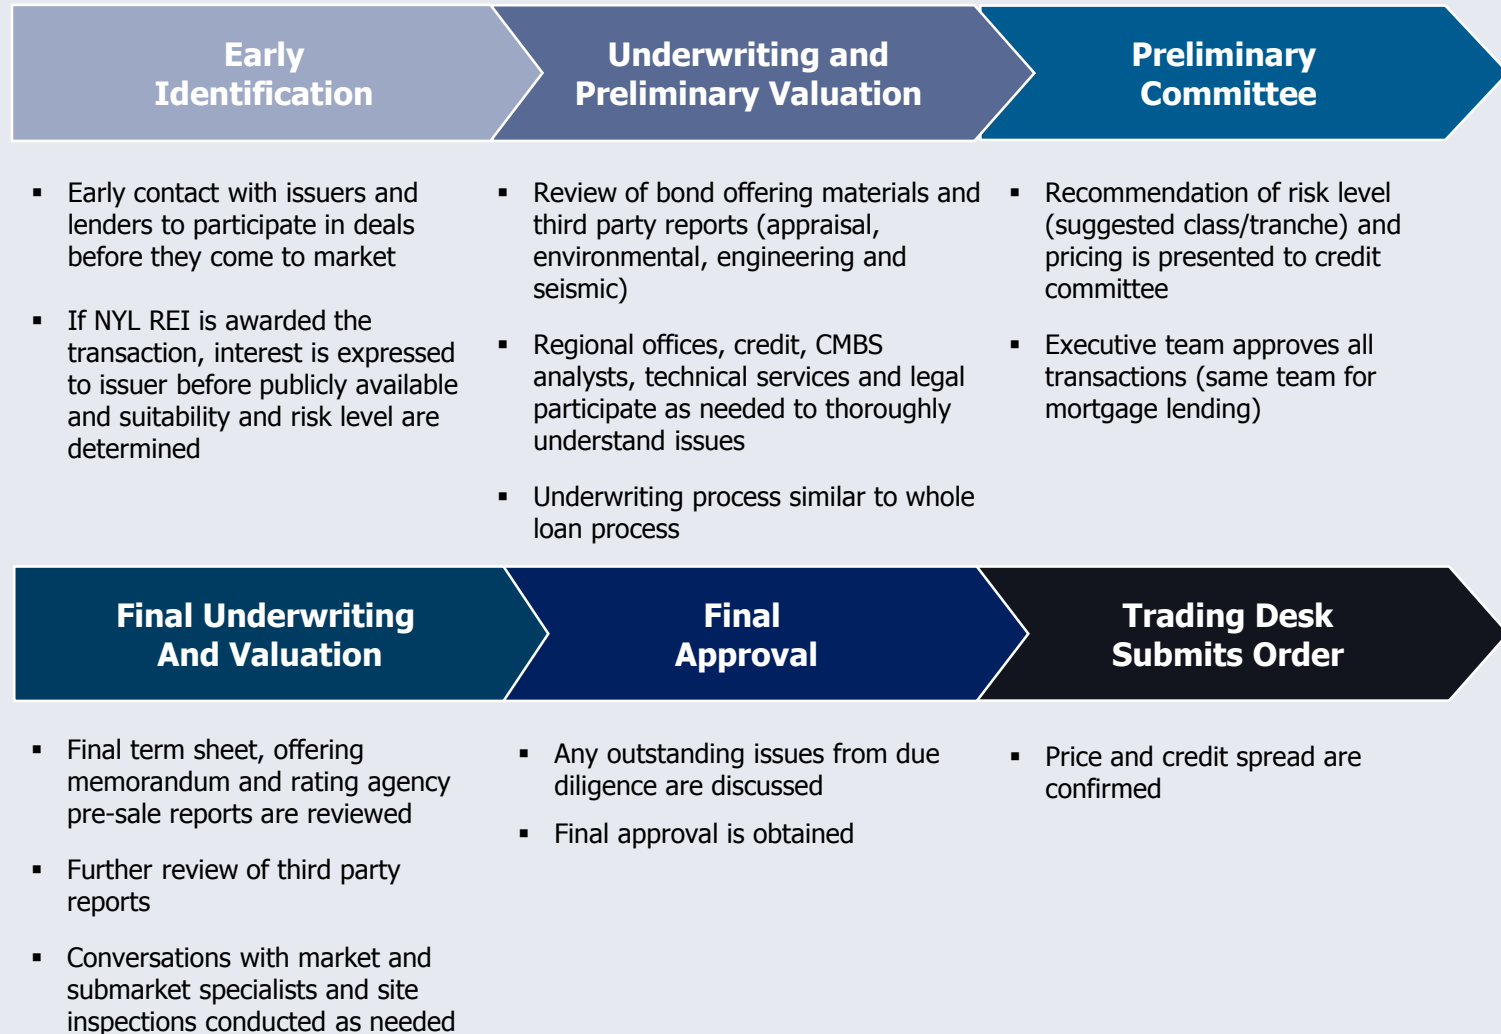 Early
Identification
Underwriting and
Preliminary Valuation
Preliminary
Committee
▪ Early contact with issuers and
lenders to participate in deals
before they come to market
▪ If NYL REI is awarded the
transaction, interest is expressed
to issuer before publicly available
and suitability and risk level are
determined
▪ Review of bond offering materials and
third party reports (appraisal,
environmental, engineering and
seismic)
▪ Regional offices, credit, CMBS
analysts, technical services and legal
participate as needed to thoroughly
understand issues
▪ Underwriting process similar to whole
loan process
▪ Recommendation of risk level
(suggested class/tranche) and
pricing is presented to credit
committee
▪ Executive team approves all
transactions (same team for
mortgage lending)
Final Underwriting
And Valuation
Final
Approval
Trading Desk
Submits Order
▪ Final term sheet, offering
memorandum and rating agency
pre-sale reports are reviewed
▪ Further review of third party
reports
▪ Conversations with market and
submarket specialists and site
inspections conducted as needed
▪ Any outstanding issues from due
diligence are discussed
▪ Final approval is obtained
▪ Price and credit spread are
confirmed